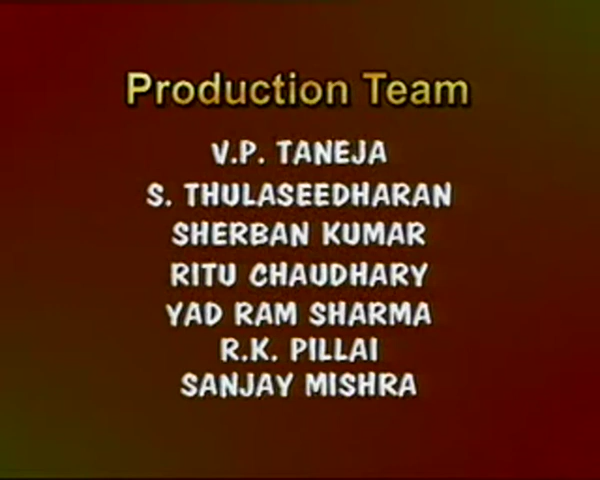 Production Team
V.P. TANEJA
S. THULASEEDHARAN
SHERBAN KUMAR
RITU CHAUDHARY
YAD RAM SHARMA
R.K. PILLAI
SANJAY MISHRA